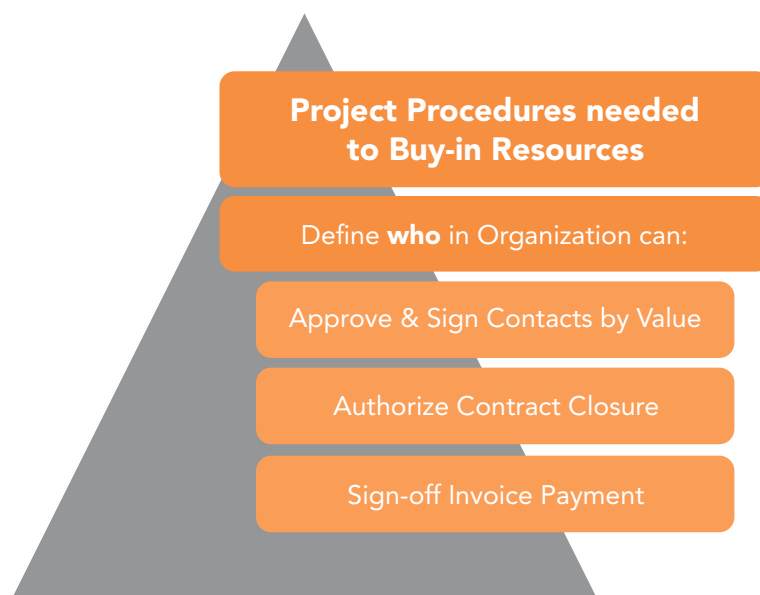 Project Procedures needed
to Buy-in Resources
Define who in Organization can:
Approve & Sign Contacts by Value
Authorize Contract Closure
Sign-off Invoice Payment